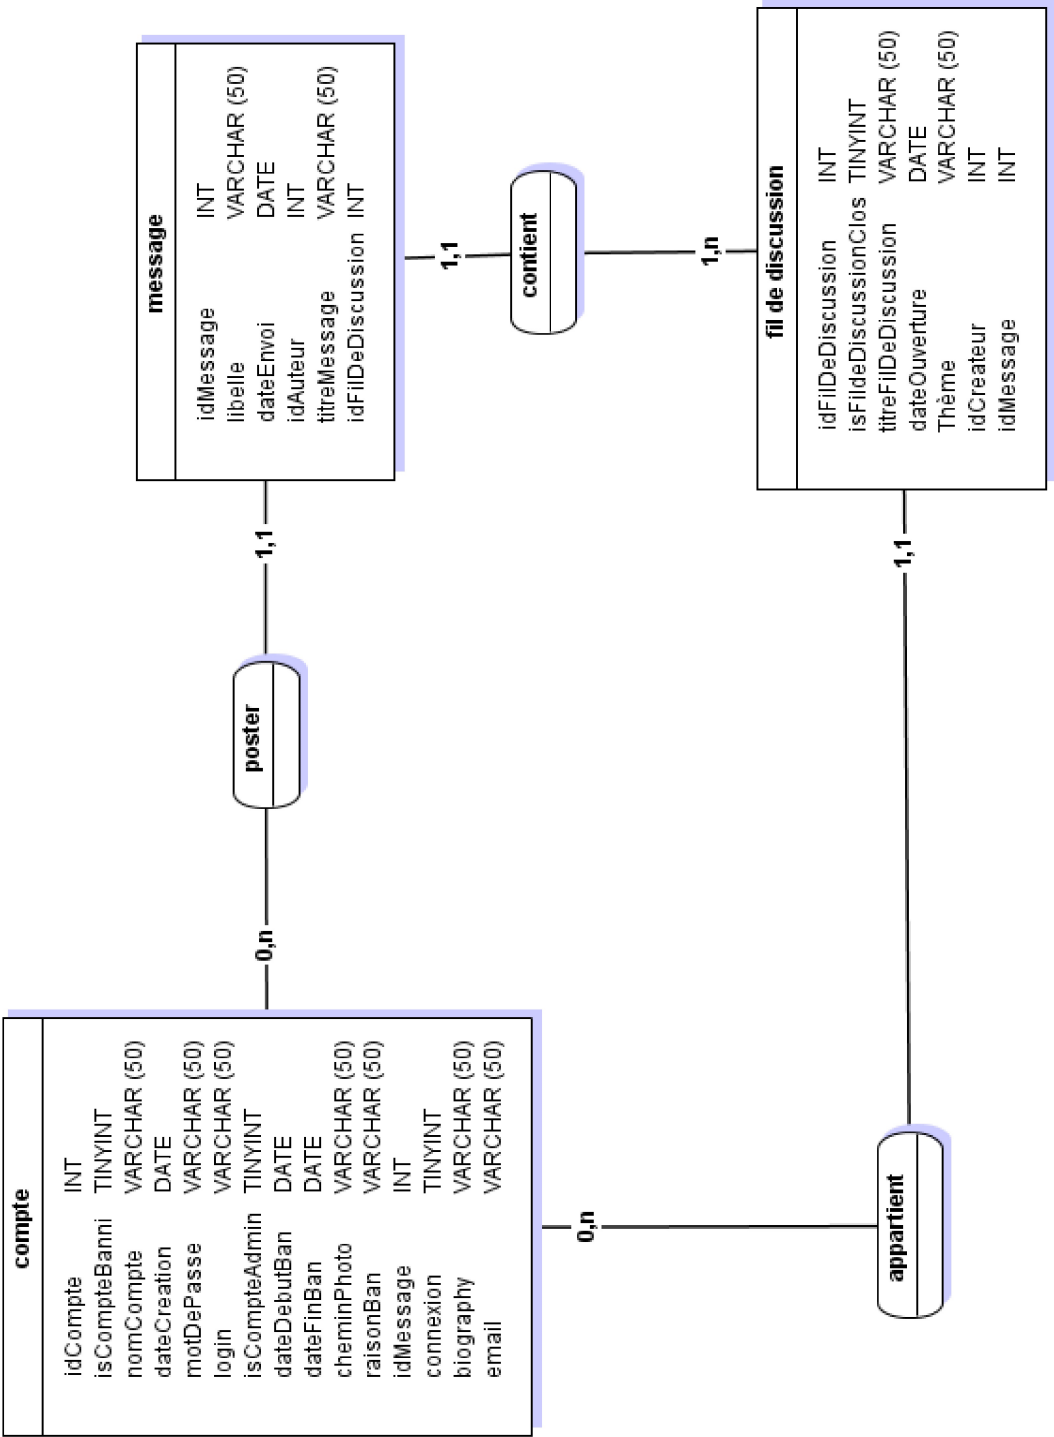 compte
idCompte INT
isCompteBanni TINYINT
nomCompte VARCHAR (50)
dateCreation DATE
motDePasse VARCHAR (50)
login VARCHAR (50)
isCompteAdmin TINYINT
dateDebutBan DATE
dateFinBan DATE
cheminPhoto VARCHAR (50)
raisonBan VARCHAR (50)
idMessage INT
connexion TINYINT
biography VARCHAR (50)
email VARCHAR (50)
0,n
poster
1,1
message
idMessage INT
libelle VARCHAR (50)
dateEnvoi DATE
idAuteur INT
titreMessage VARCHAR (50)
idFilDeDiscussion INT
1,1
contient
1,n
0,n
appartient
1,1
fil de discussion
idFilDeDiscussion INT
isFildeDiscussionClos TINYINT
titreFilDeDiscussion VARCHAR (50)
dateOuverture DATE
Thème VARCHAR (50)
idCreateur INT
idMessage INT